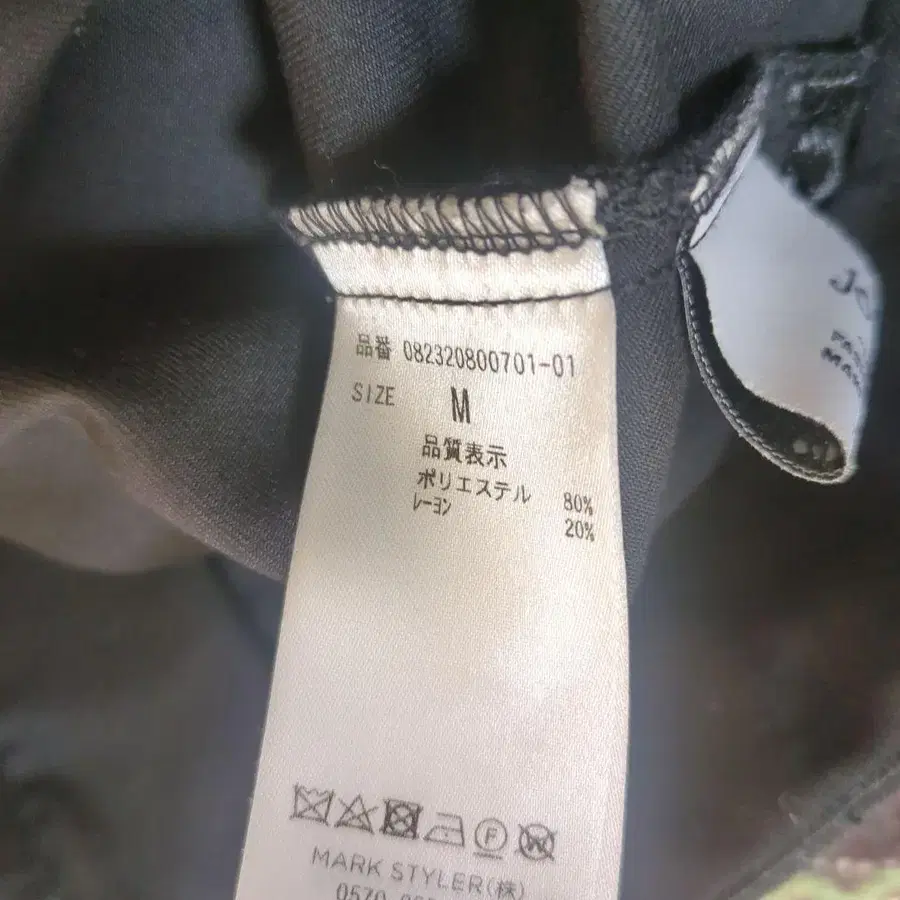 品番 082320800701-01
SIZE M
品質表示
ポリエステル 80%
レーヨン 20%
F
W
MARK STYLER(株)
0570